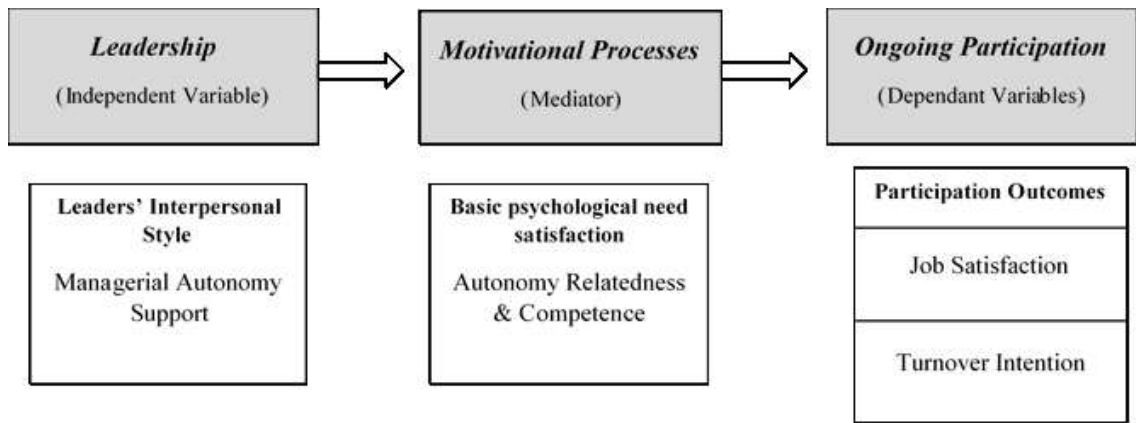 Leadership
(Independent Variable)
Motivational Processes
(Mediator)
Ongoing Participation
(Dependant Variables)
Leaders' Interpersonal
Style
Managerial Autonomy
Support
Basic psychological need
satisfaction
Autonomy Relatedness
& Competence
Participation Outcomes
Job Satisfaction
Turnover Intention